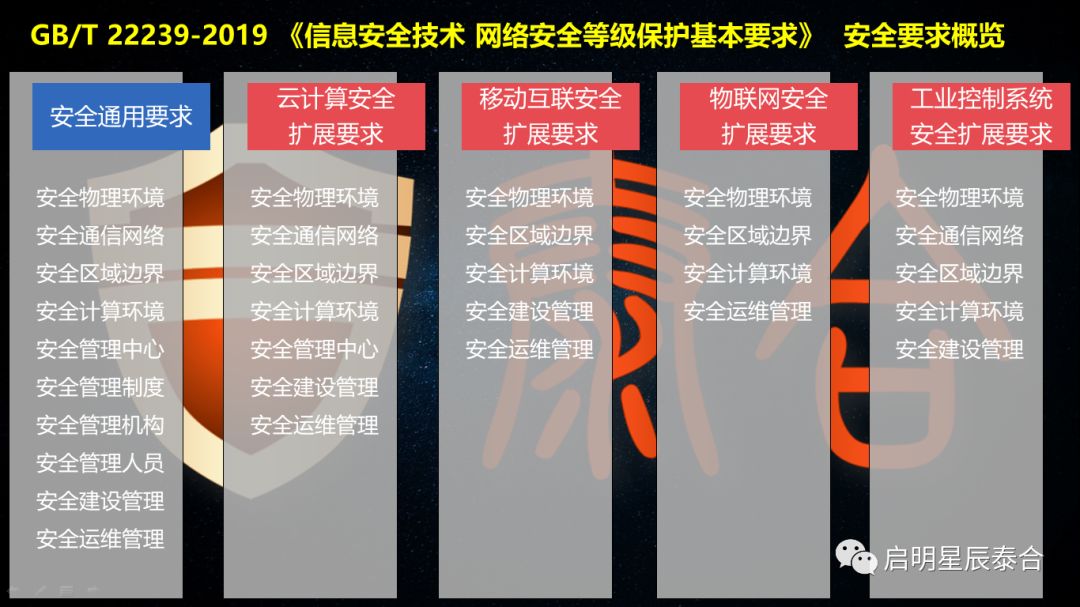 GB/T 22239-2019 《信息安全技术 网络安全等级保护基本要求》 安全要求概览
安全通用要求
安全物理环境
安全通信网络
安全区域边界
安全计算环境
安全管理中心
安全管理制度
安全管理机构
安全管理人员
安全建设管理
安全运维管理
云计算安全
扩展要求
安全物理环境
安全通信网络
安全区域边界
安全计算环境
安全管理中心
安全建设管理
安全运维管理
移动互联安全
扩展要求
安全物理环境
安全区域边界
安全计算环境
安全建设管理
安全运维管理
物联网安全
扩展要求
安全物理环境
安全区域边界
安全计算环境
安全运维管理
工业控制系统
安全扩展要求
安全物理环境
安全通信网络
安全区域边界
安全计算环境
安全建设管理
泰合
启明星辰泰合